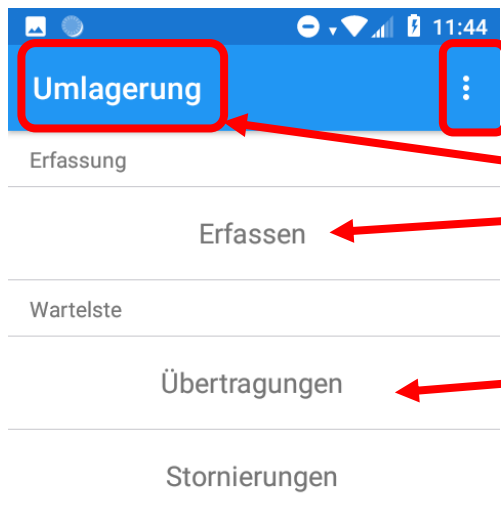 11:44
Umlagerung
Erfassung
Erfassen
Wartelste
Übertragungen
Stornierungen